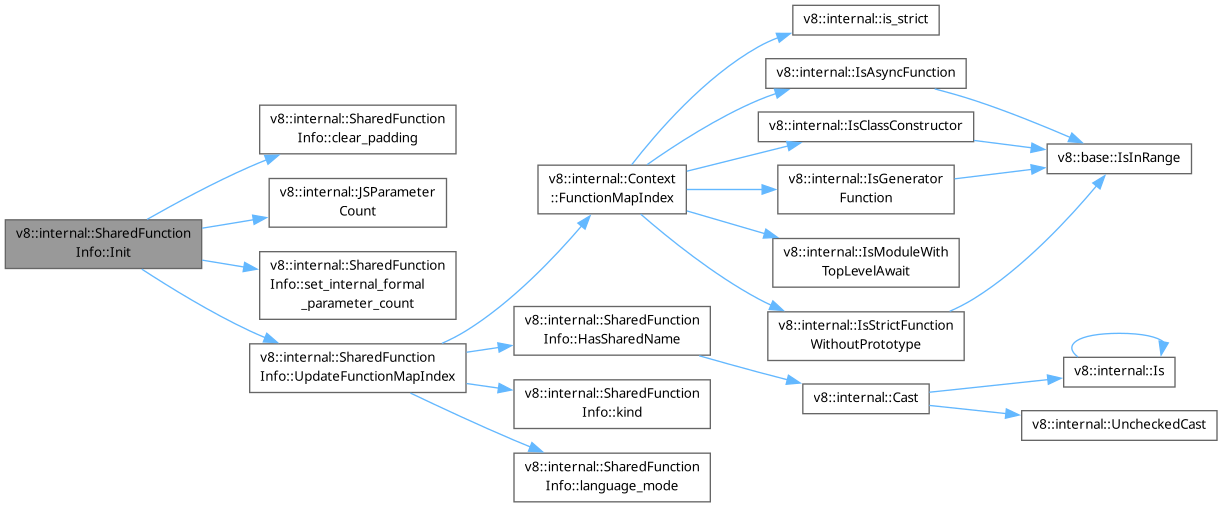 v8::internal::SharedFunction
Info::Init
v8::internal::SharedFunction
Info::clear_padding
v8::internal::JSParameter
Count
v8::internal::SharedFunction
Info::set_internal_formal
_parameter_count
v8::internal::SharedFunction
Info::UpdateFunctionMapIndex
v8::internal::Context
::FunctionMapIndex
v8::internal::SharedFunction
Info::HasSharedName
v8::internal::SharedFunction
Info::kind
v8::internal::SharedFunction
Info::language_mode
v8::internal::is_strict
v8::internal::IsAsyncFunction
v8::internal::IsClassConstructor
v8::internal::IsGenerator
Function
v8::internal::IsModuleWith
TopLevelAwait
v8::internal::IsStrictFunction
WithoutPrototype
v8::internal::Cast
v8::base::IsInRange
v8::internal::Is
v8::internal::UncheckedCast